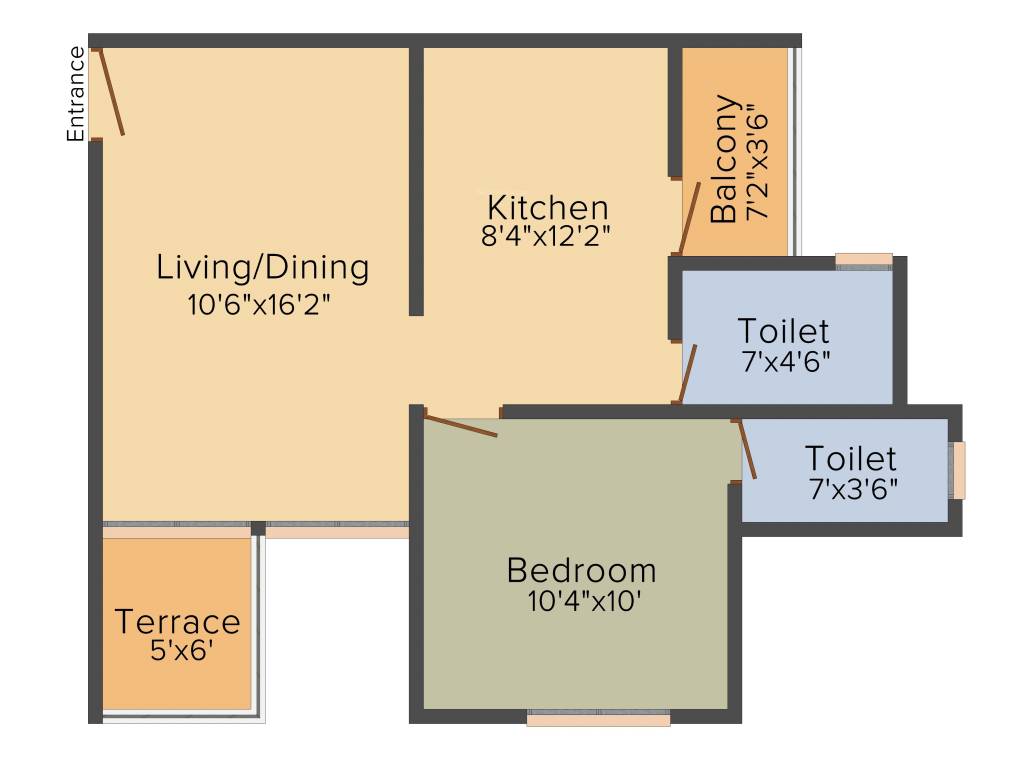 Entrance
Living/Dining
10'6"x16'2"
Kitchen
8'4"x12'2"
Balcony
7'2"x3'6"
Toilet
7'x4'6"
Toilet
7'x3'6"
Bedroom
10'4"x10'
Terrace
5'x6'